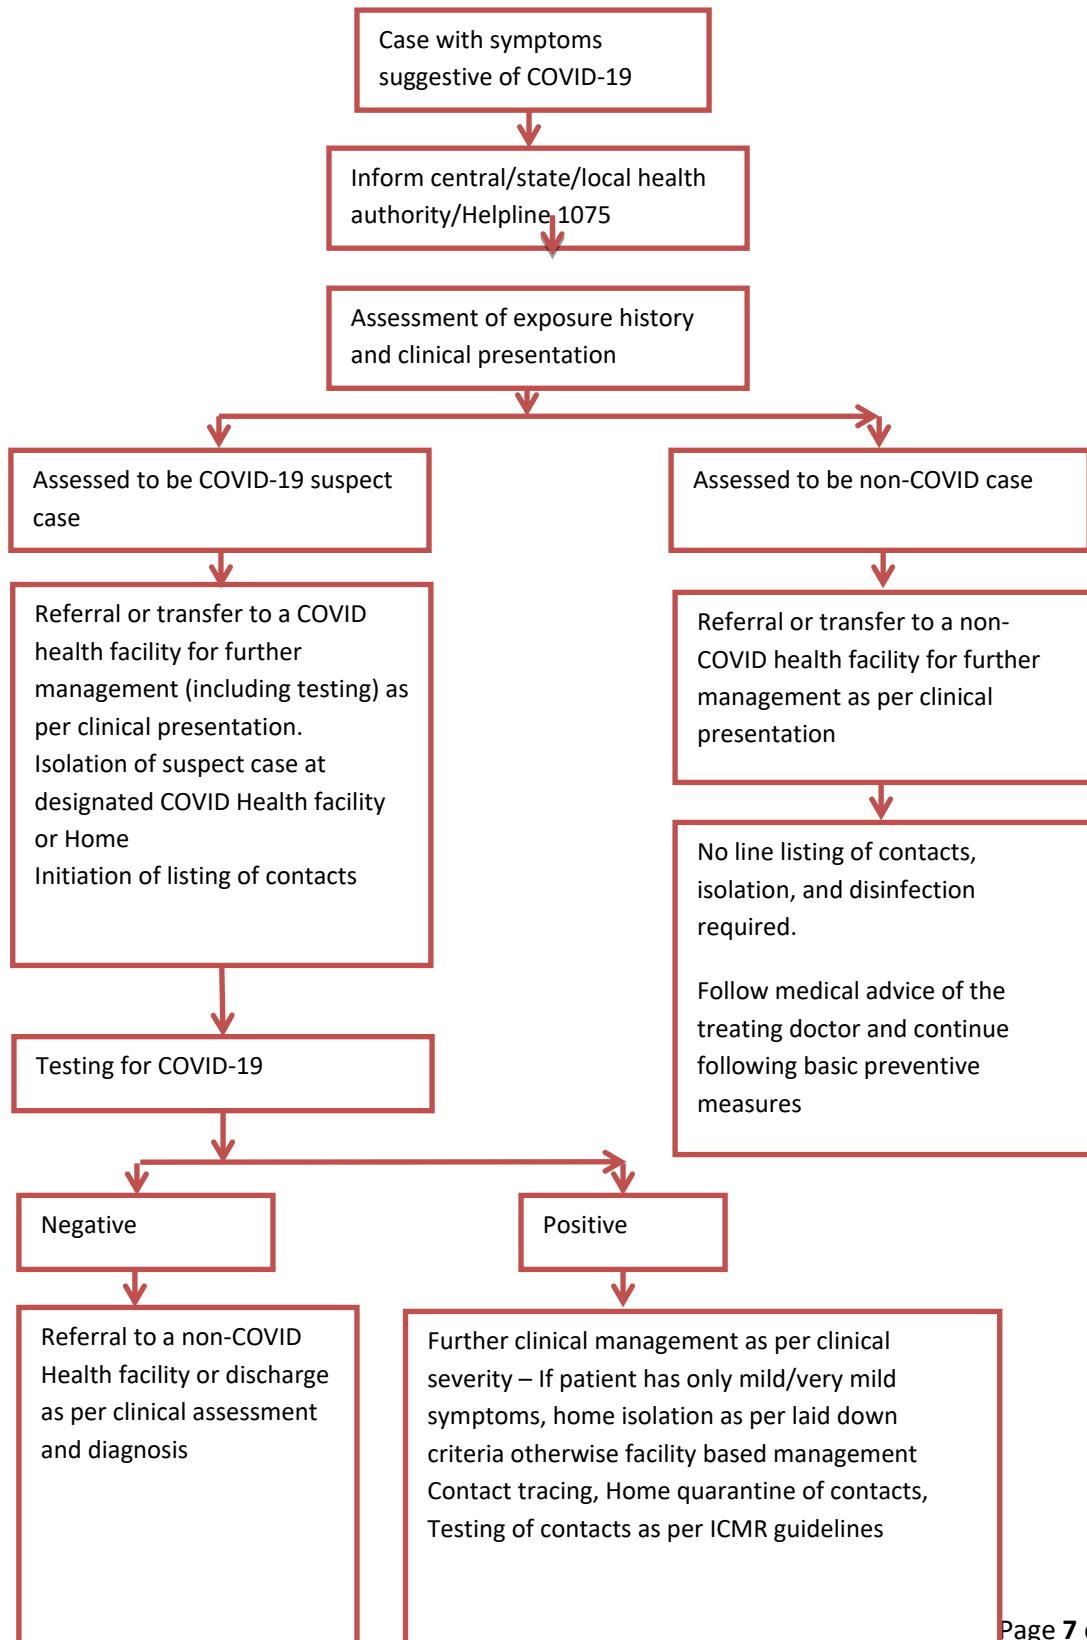 Case with symptoms
suggestive of COVID-19
Inform central/state/local health
authority/Helpline 1075
Assessment of exposure history
and clinical presentation
Assessed to be COVID-19 suspect
case
Assessed to be non-COVID case
Referral or transfer to a COVID
health facility for further
management (including testing) as
per clinical presentation.
Isolation of suspect case at
designated COVID Health facility
or Home
Initiation of listing of contacts
Referral or transfer to a non-
COVID health facility for further
management as per clinical
presentation
No line listing of contacts,
isolation, and disinfection
required.
Follow medical advice of the
treating doctor and continue
following basic preventive
measures
Testing for COVID-19
Negative
Positive
Referral to a non-COVID
Health facility or discharge
as per clinical assessment
and diagnosis
Further clinical management as per clinical
severity – If patient has only mild/very mild
symptoms, home isolation as per laid down
criteria otherwise facility based management
Contact tracing, Home quarantine of contacts,
Testing of contacts as per ICMR guidelines
Page 7